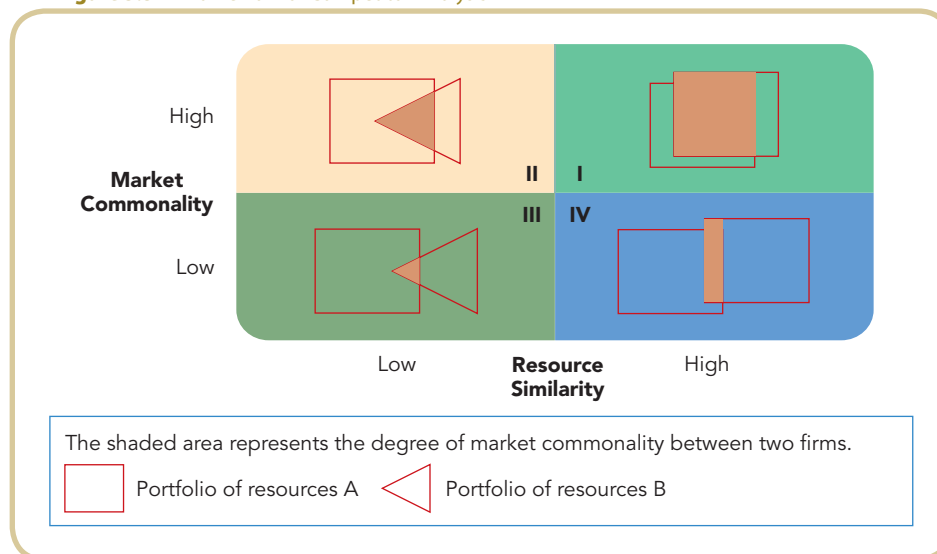 High
Market
Commonality
II
I
III
IV
Low
Low
Resource
Similarity
High
The shaded area represents the degree of market commonality between two firms.
Portfolio of resources A
Portfolio of resources B